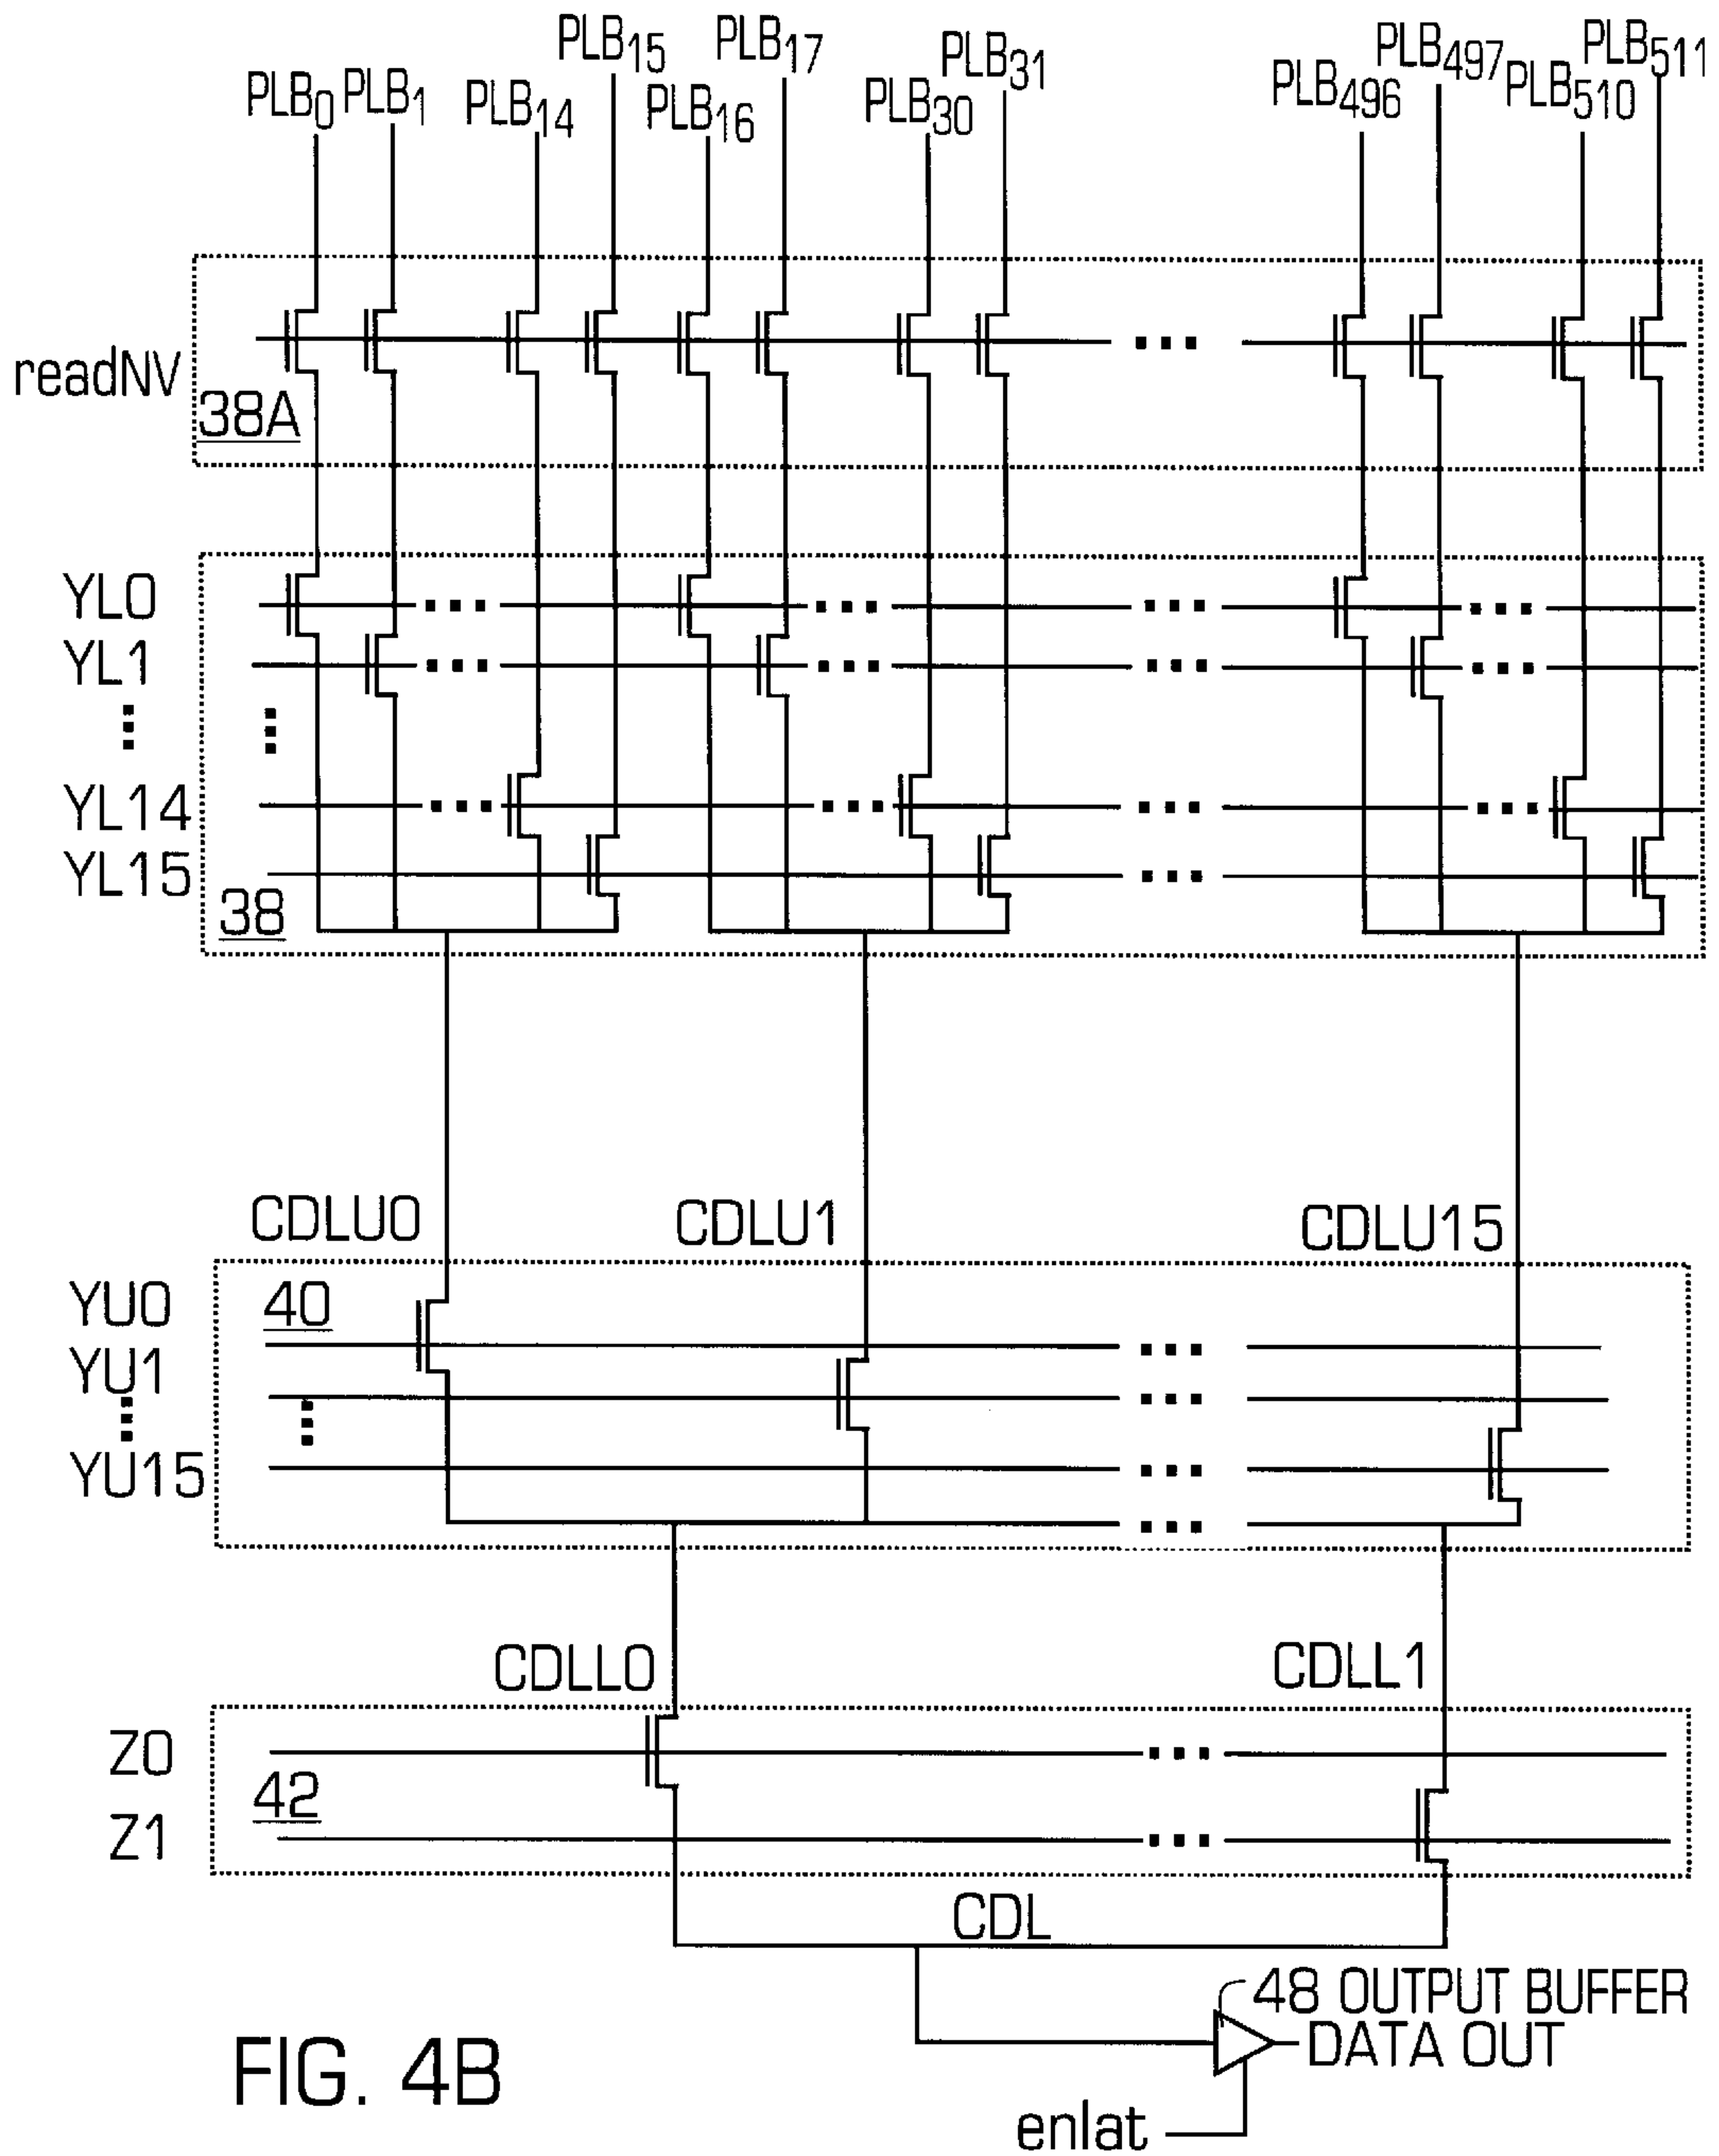 PLB0 PLB1 PLB14 PLB15 PLB16 PLB17 PLB30 PLB31 PLB496 PLB497 PLB510 PLB511
readNV
38A
YL0
YL1
YL14
YL15
38
CDLU0 CDLU1 CDLU15
YU0
40
YU1
YU15
CDLL0 CDLL1
Z0
42
Z1
CDL
48 OUTPUT BUFFER
DATA OUT
FIG. 4B
enlat